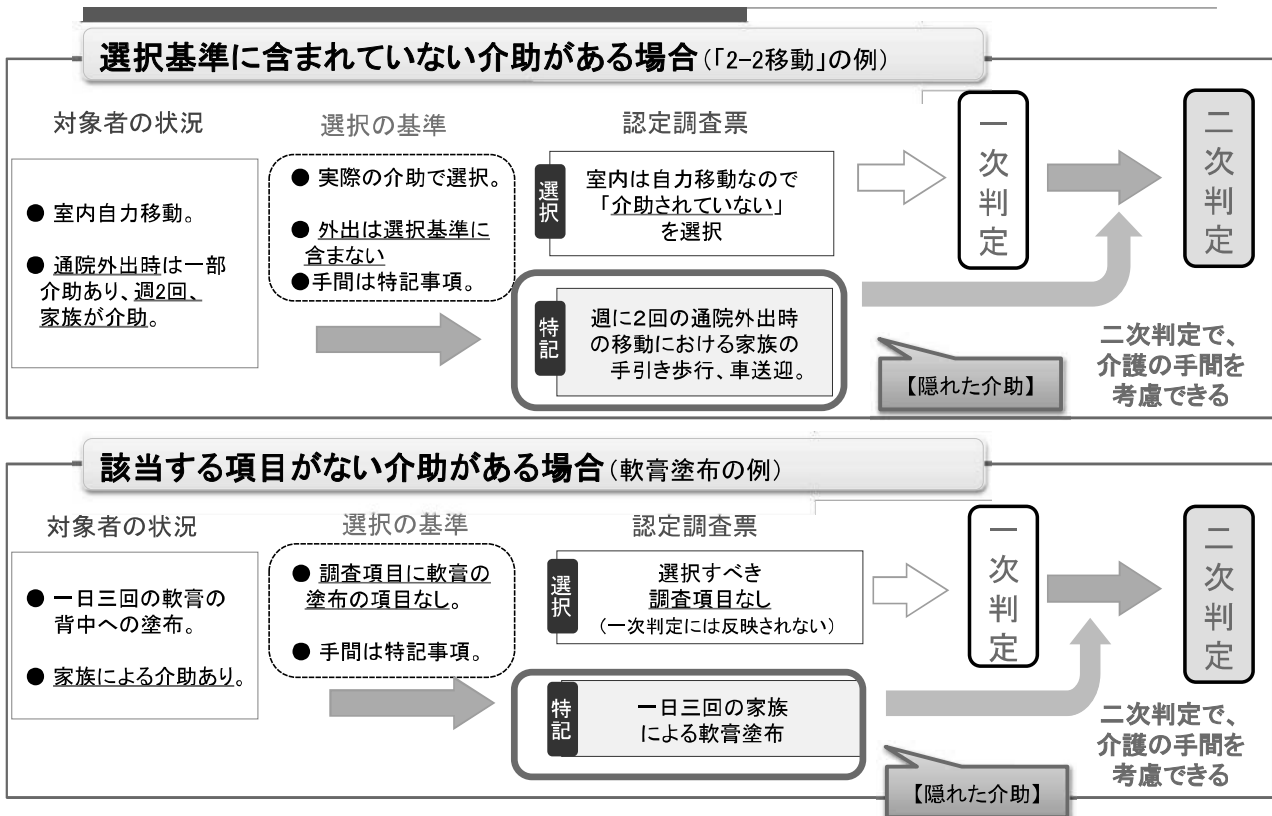 選択基準に含まれていない介助がある場合(「2-2移動」の例)
対象者の状況
● 室内自力移動。
● 通院外出時は一部
介助あり、週2回、
家族が介助。
選択の基準
● 実際の介助で選択。
● 外出は選択基準に
含まない
●手間は特記事項。
認定調査票
選択
室内は自力移動なので
「介助されていない」
を選択
特記
週に2回の通院外出時
の移動における家族の
手引き歩行、車送迎。
一次判定
二次判定
【隠れた介助】
二次判定で、
介護の手間を
考慮できる
該当する項目がない介助がある場合(軟膏塗布の例)
対象者の状況
● 一日三回の軟膏の
背中への塗布。
● 家族による介助あり。
選択の基準
● 調査項目に軟膏の
塗布の項目なし。
● 手間は特記事項。
認定調査票
選択
選択すべき
調査項目なし
(一次判定には反映されない)
特記
一日三回の家族
による軟膏塗布
一次判定
二次判定
【隠れた介助】
二次判定で、
介護の手間を
考慮できる